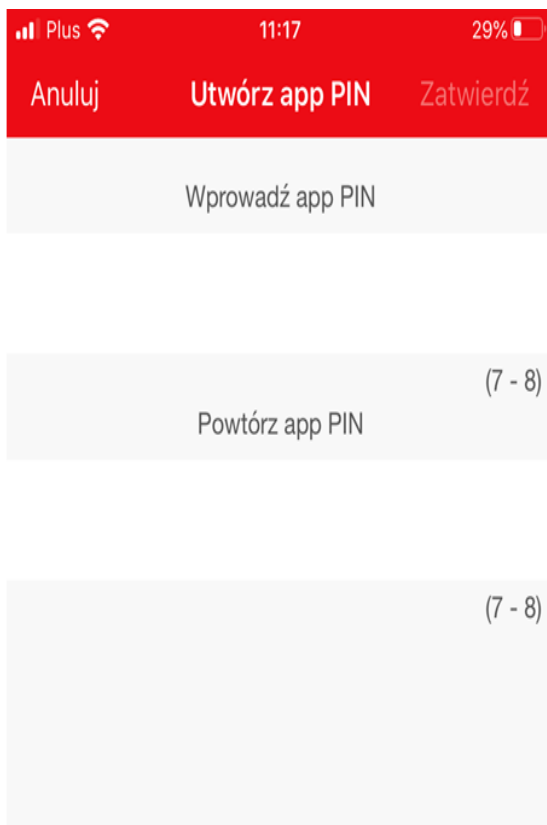 Plus 11:17 29%
Anuluj Utwórz app PIN Zatwierdź
Wprowadź app PIN
(7 - 8)
Powtórz app PIN
(7 - 8)